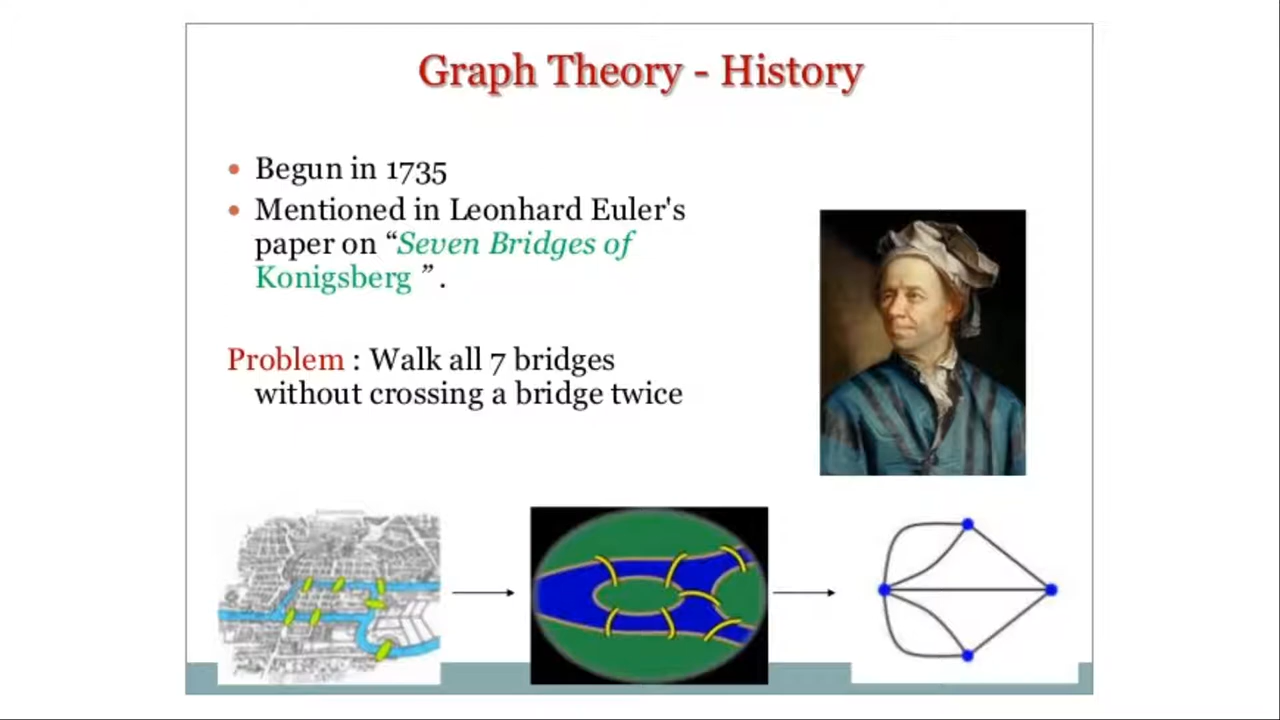 Graph Theory - History
• Begun in 1735
• Mentioned in Leonhard Euler's
paper on “Seven Bridges of
Konigsberg ” .
Problem : Walk all 7 bridges
without crossing a bridge twice